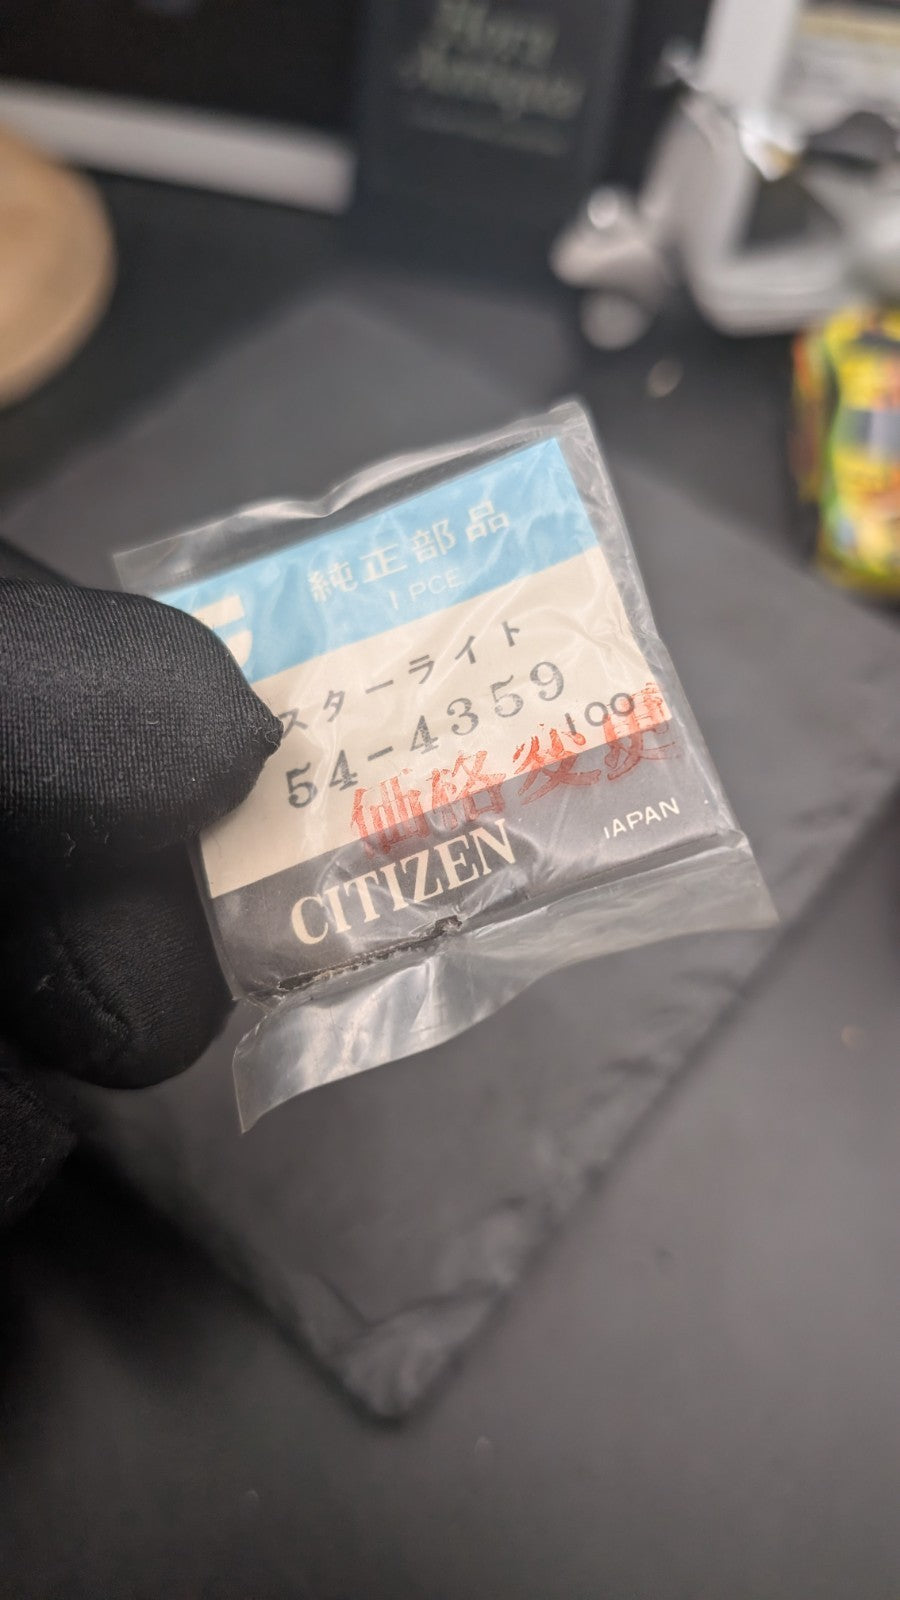 純正部品
1 PCE
スターライト
54-4359
100
価格変更
CITIZEN
JAPAN